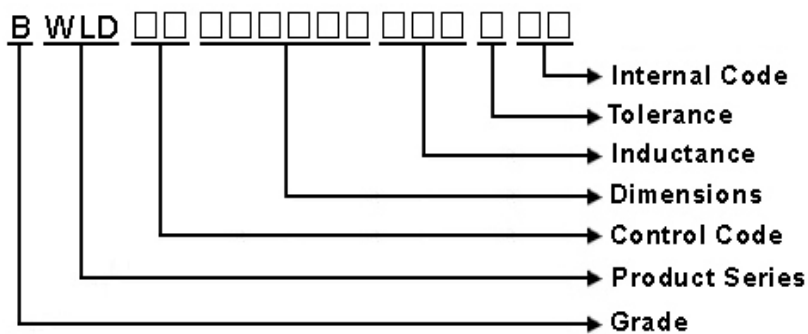 B WLD □□ □□□□□□ □□□ □ □□
Internal Code
Tolerance
Inductance
Dimensions
Control Code
Product Series
Grade